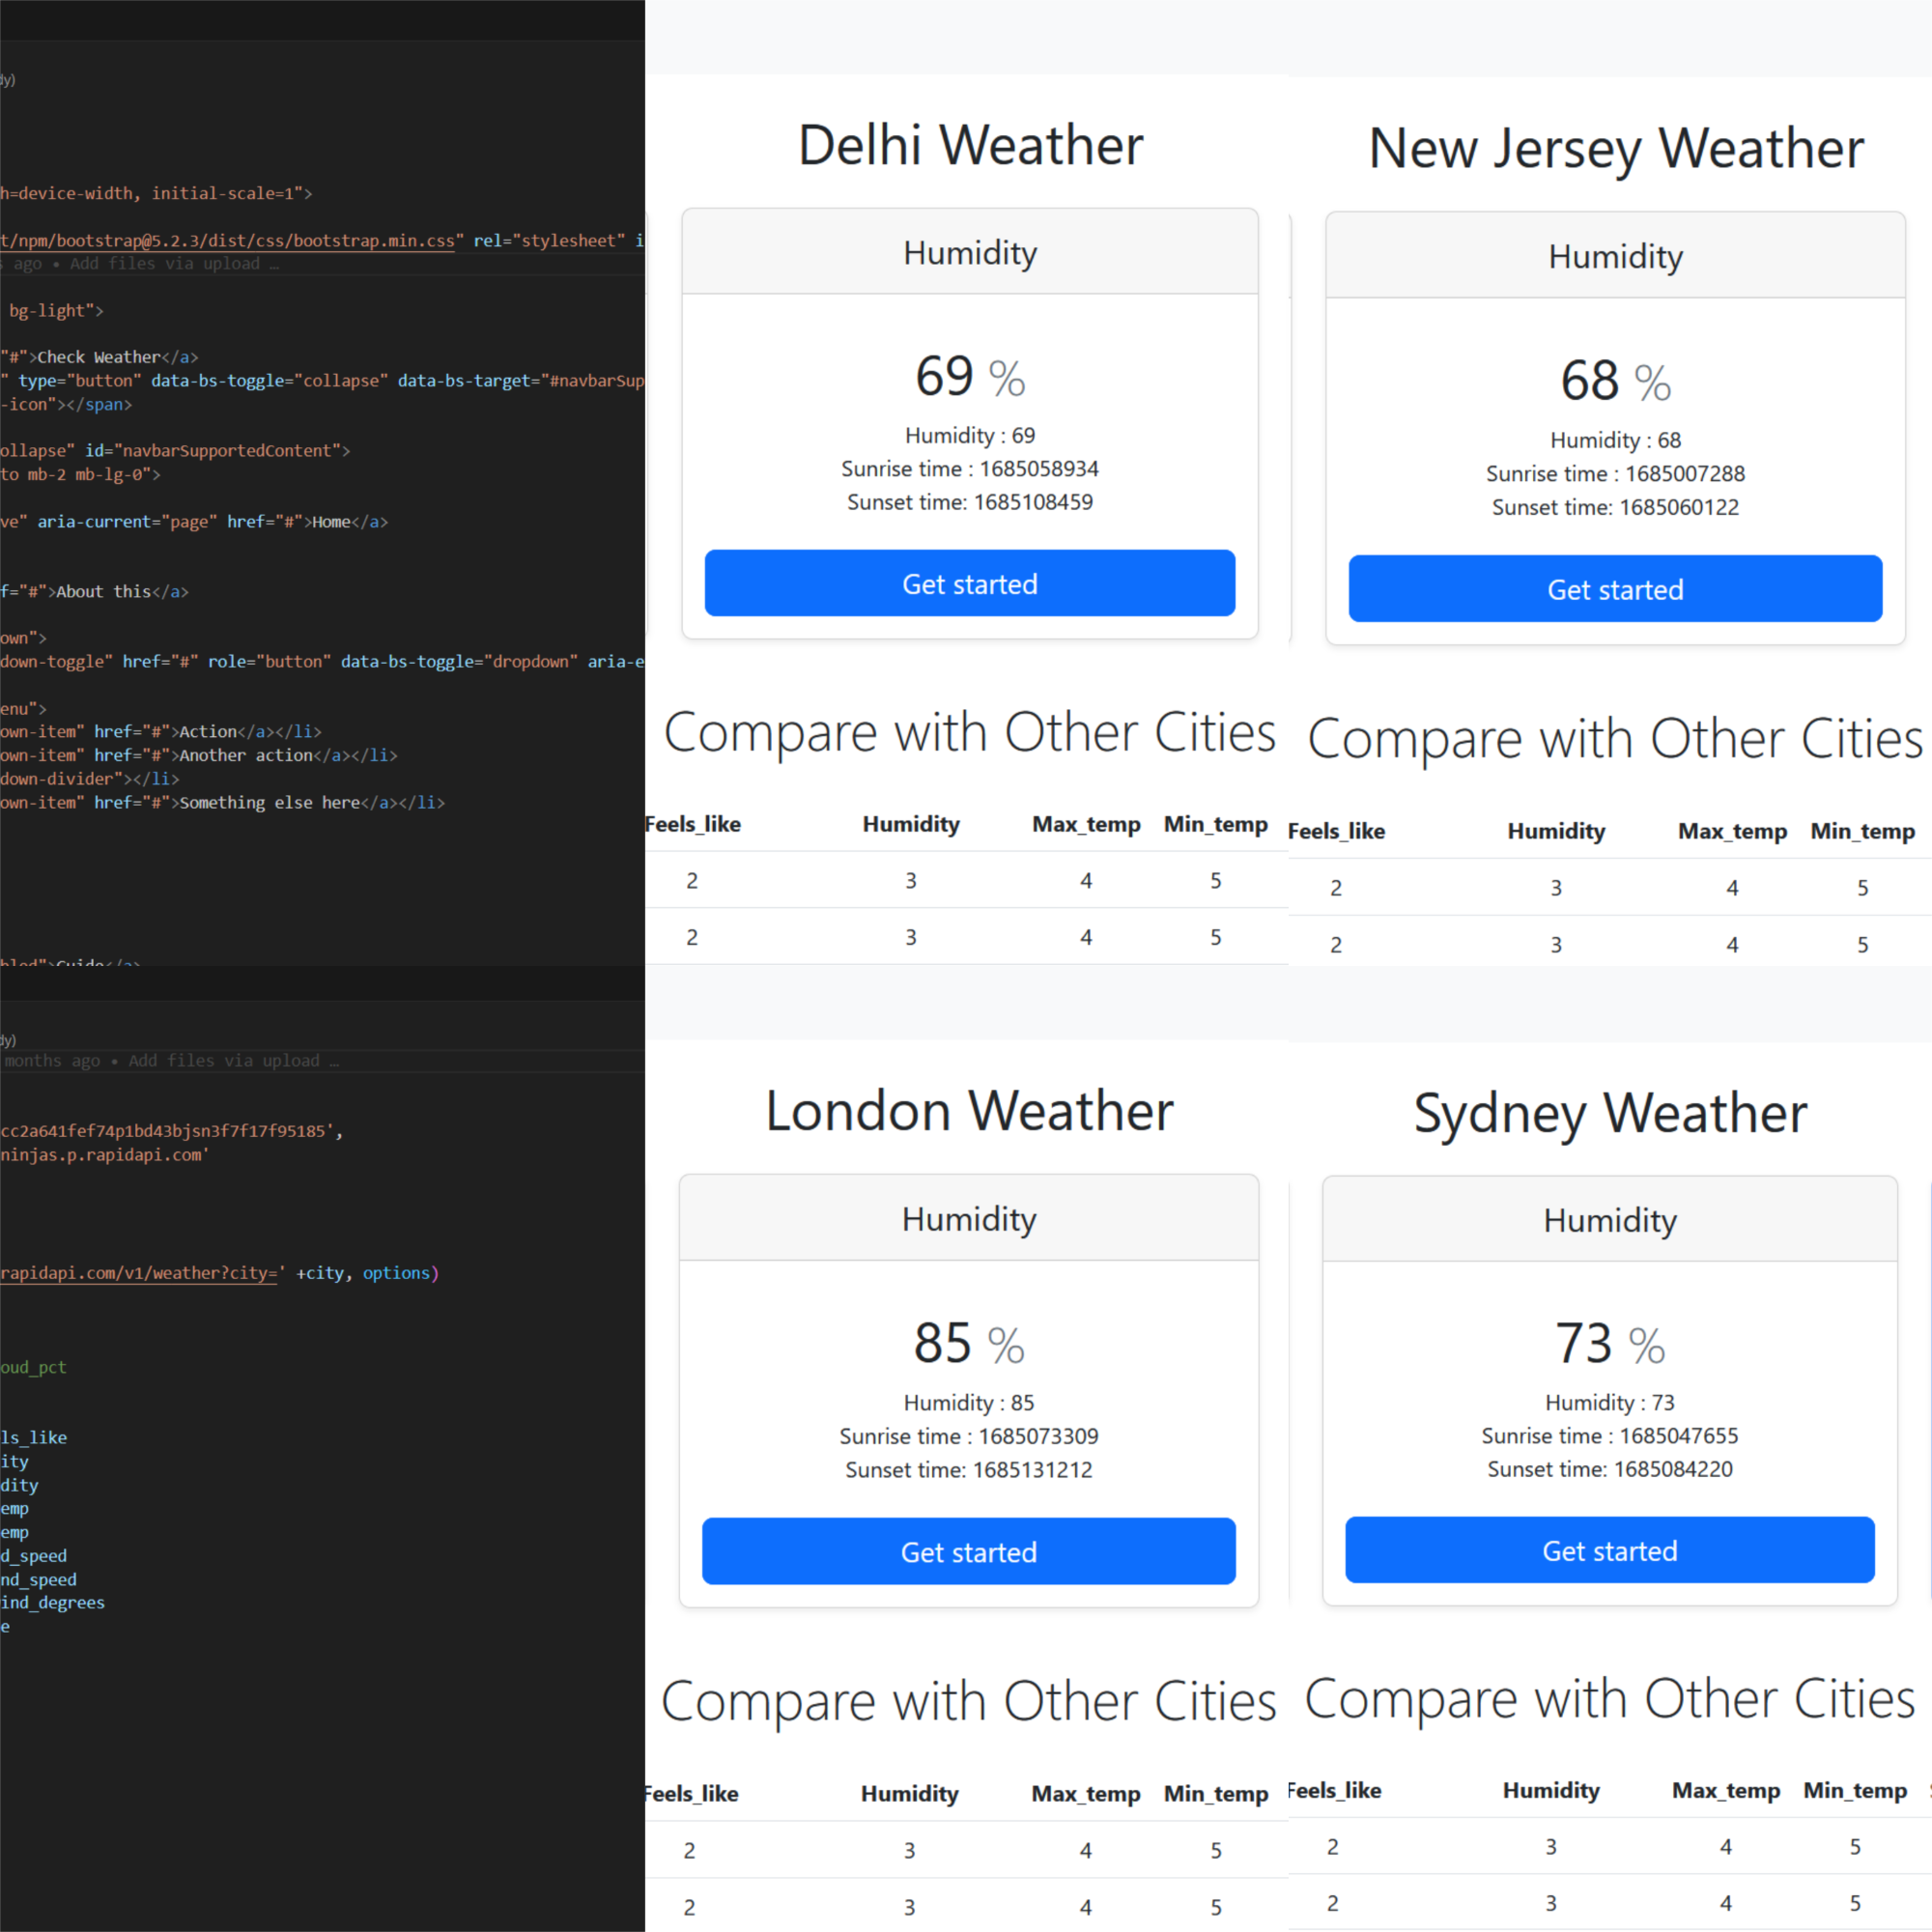 dy)
h=device-width, initial-scale=1">
t/npm/bootstrap@5.2.3/dist/css/bootstrap.min.css" rel="stylesheet" i
s ago • Add files via upload …
bg-light">
"#">Check Weather</a>
" type="button" data-bs-toggle="collapse" data-bs-target="#navbarSup
-icon"></span>
ollapse" id="navbarSupportedContent">
to mb-2 mb-lg-0">
ve" aria-current="page" href="#">Home</a>
f="#">About this</a>
own">
down-toggle" href="#" role="button" data-bs-toggle="dropdown" aria-e
enu">
own-item" href="#">Action</a></li>
own-item" href="#">Another action</a></li>
down-divider"></li>
own-item" href="#">Something else here</a></li>
bled">Guide</a>
Delhi Weather
Humidity
69 %
Humidity : 69
Sunrise time : 1685058934
Sunset time: 1685108459
Get started
Compare with Other Cities
Feels_like Humidity Max_temp Min_temp
2 3 4 5
2 3 4 5
New Jersey Weather
Humidity
68 %
Humidity : 68
Sunrise time : 1685007288
Sunset time: 1685060122
Get started
Compare with Other Cities
Feels_like Humidity Max_temp Min_temp
2 3 4 5
2 3 4 5
dy)
months ago • Add files via upload …
cc2a641fef74p1bd43bjsn3f7f17f95185',
ninjas.p.rapidapi.com'
rapidapi.com/v1/weather?city=' +city, options)
oud_pct
ls_like
ity
dity
emp
emp
d_speed
nd_speed
ind_degrees
e
London Weather
Humidity
85 %
Humidity : 85
Sunrise time : 1685073309
Sunset time: 1685131212
Get started
Compare with Other Cities
Feels_like Humidity Max_temp Min_temp
2 3 4 5
2 3 4 5
Sydney Weather
Humidity
73 %
Humidity : 73
Sunrise time : 1685047655
Sunset time: 1685084220
Get started
Compare with Other Cities
Feels_like Humidity Max_temp Min_temp
2 3 4 5
2 3 4 5